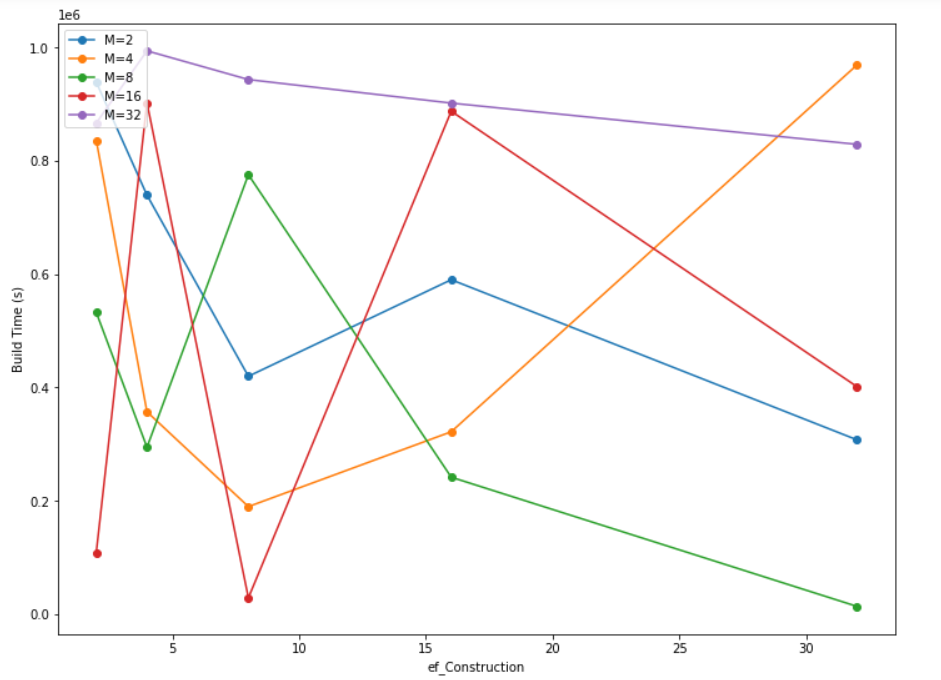 1e6
M=2
M=4
M=8
M=16
M=32
1.0
0.8
0.6
0.4
0.2
0.0
Build Time (s)
5 10 15 20 25 30
ef_Construction